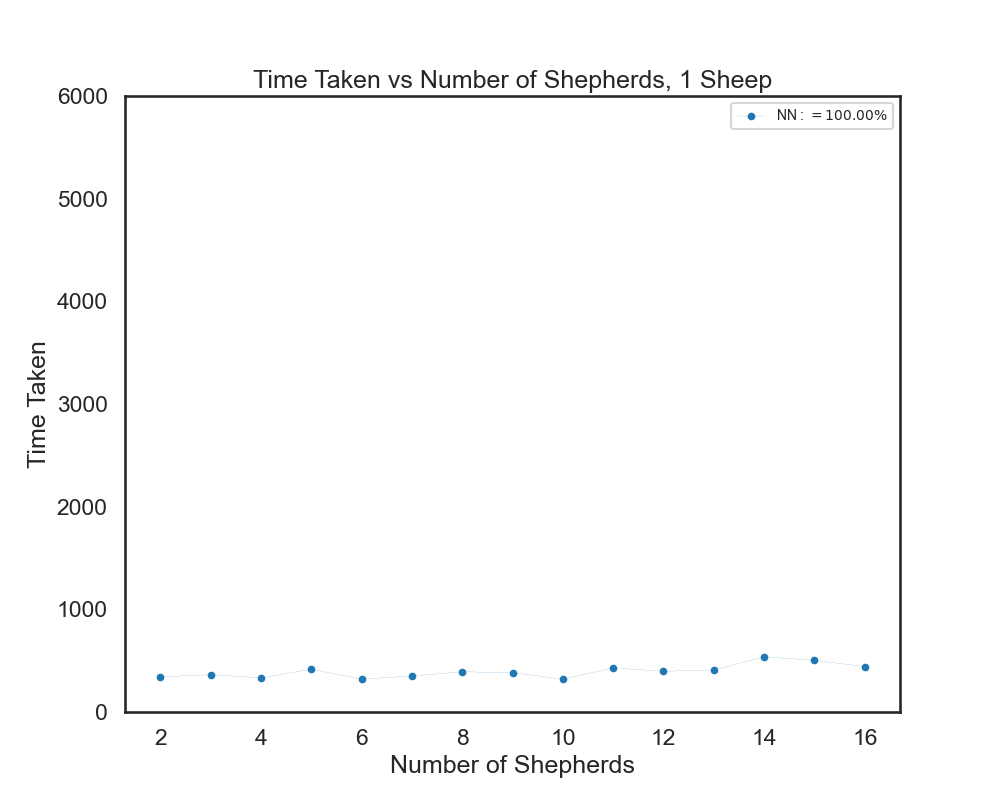 Time Taken vs Number of Shepherds, 1 Sheep
NN : = 100.00%
6000
5000
4000
3000
2000
1000
0
Time Taken
2 4 6 8 10 12 14 16
Number of Shepherds